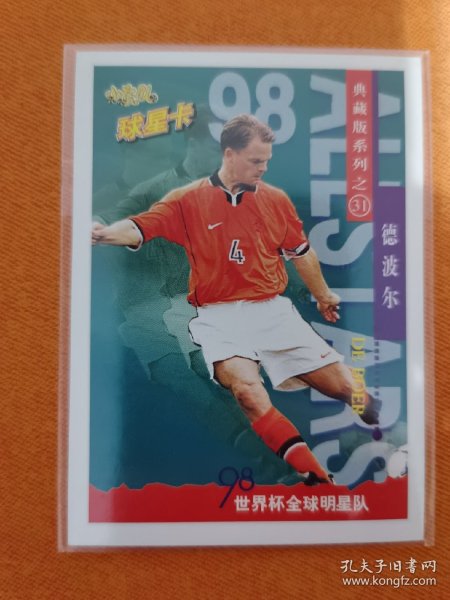 小浣熊
球星卡
98
ALL STARS
典藏版系列之31
德波尔
DE BOER
4
98
世界杯全球明星队
孔夫子旧书网
www.kongfz.com